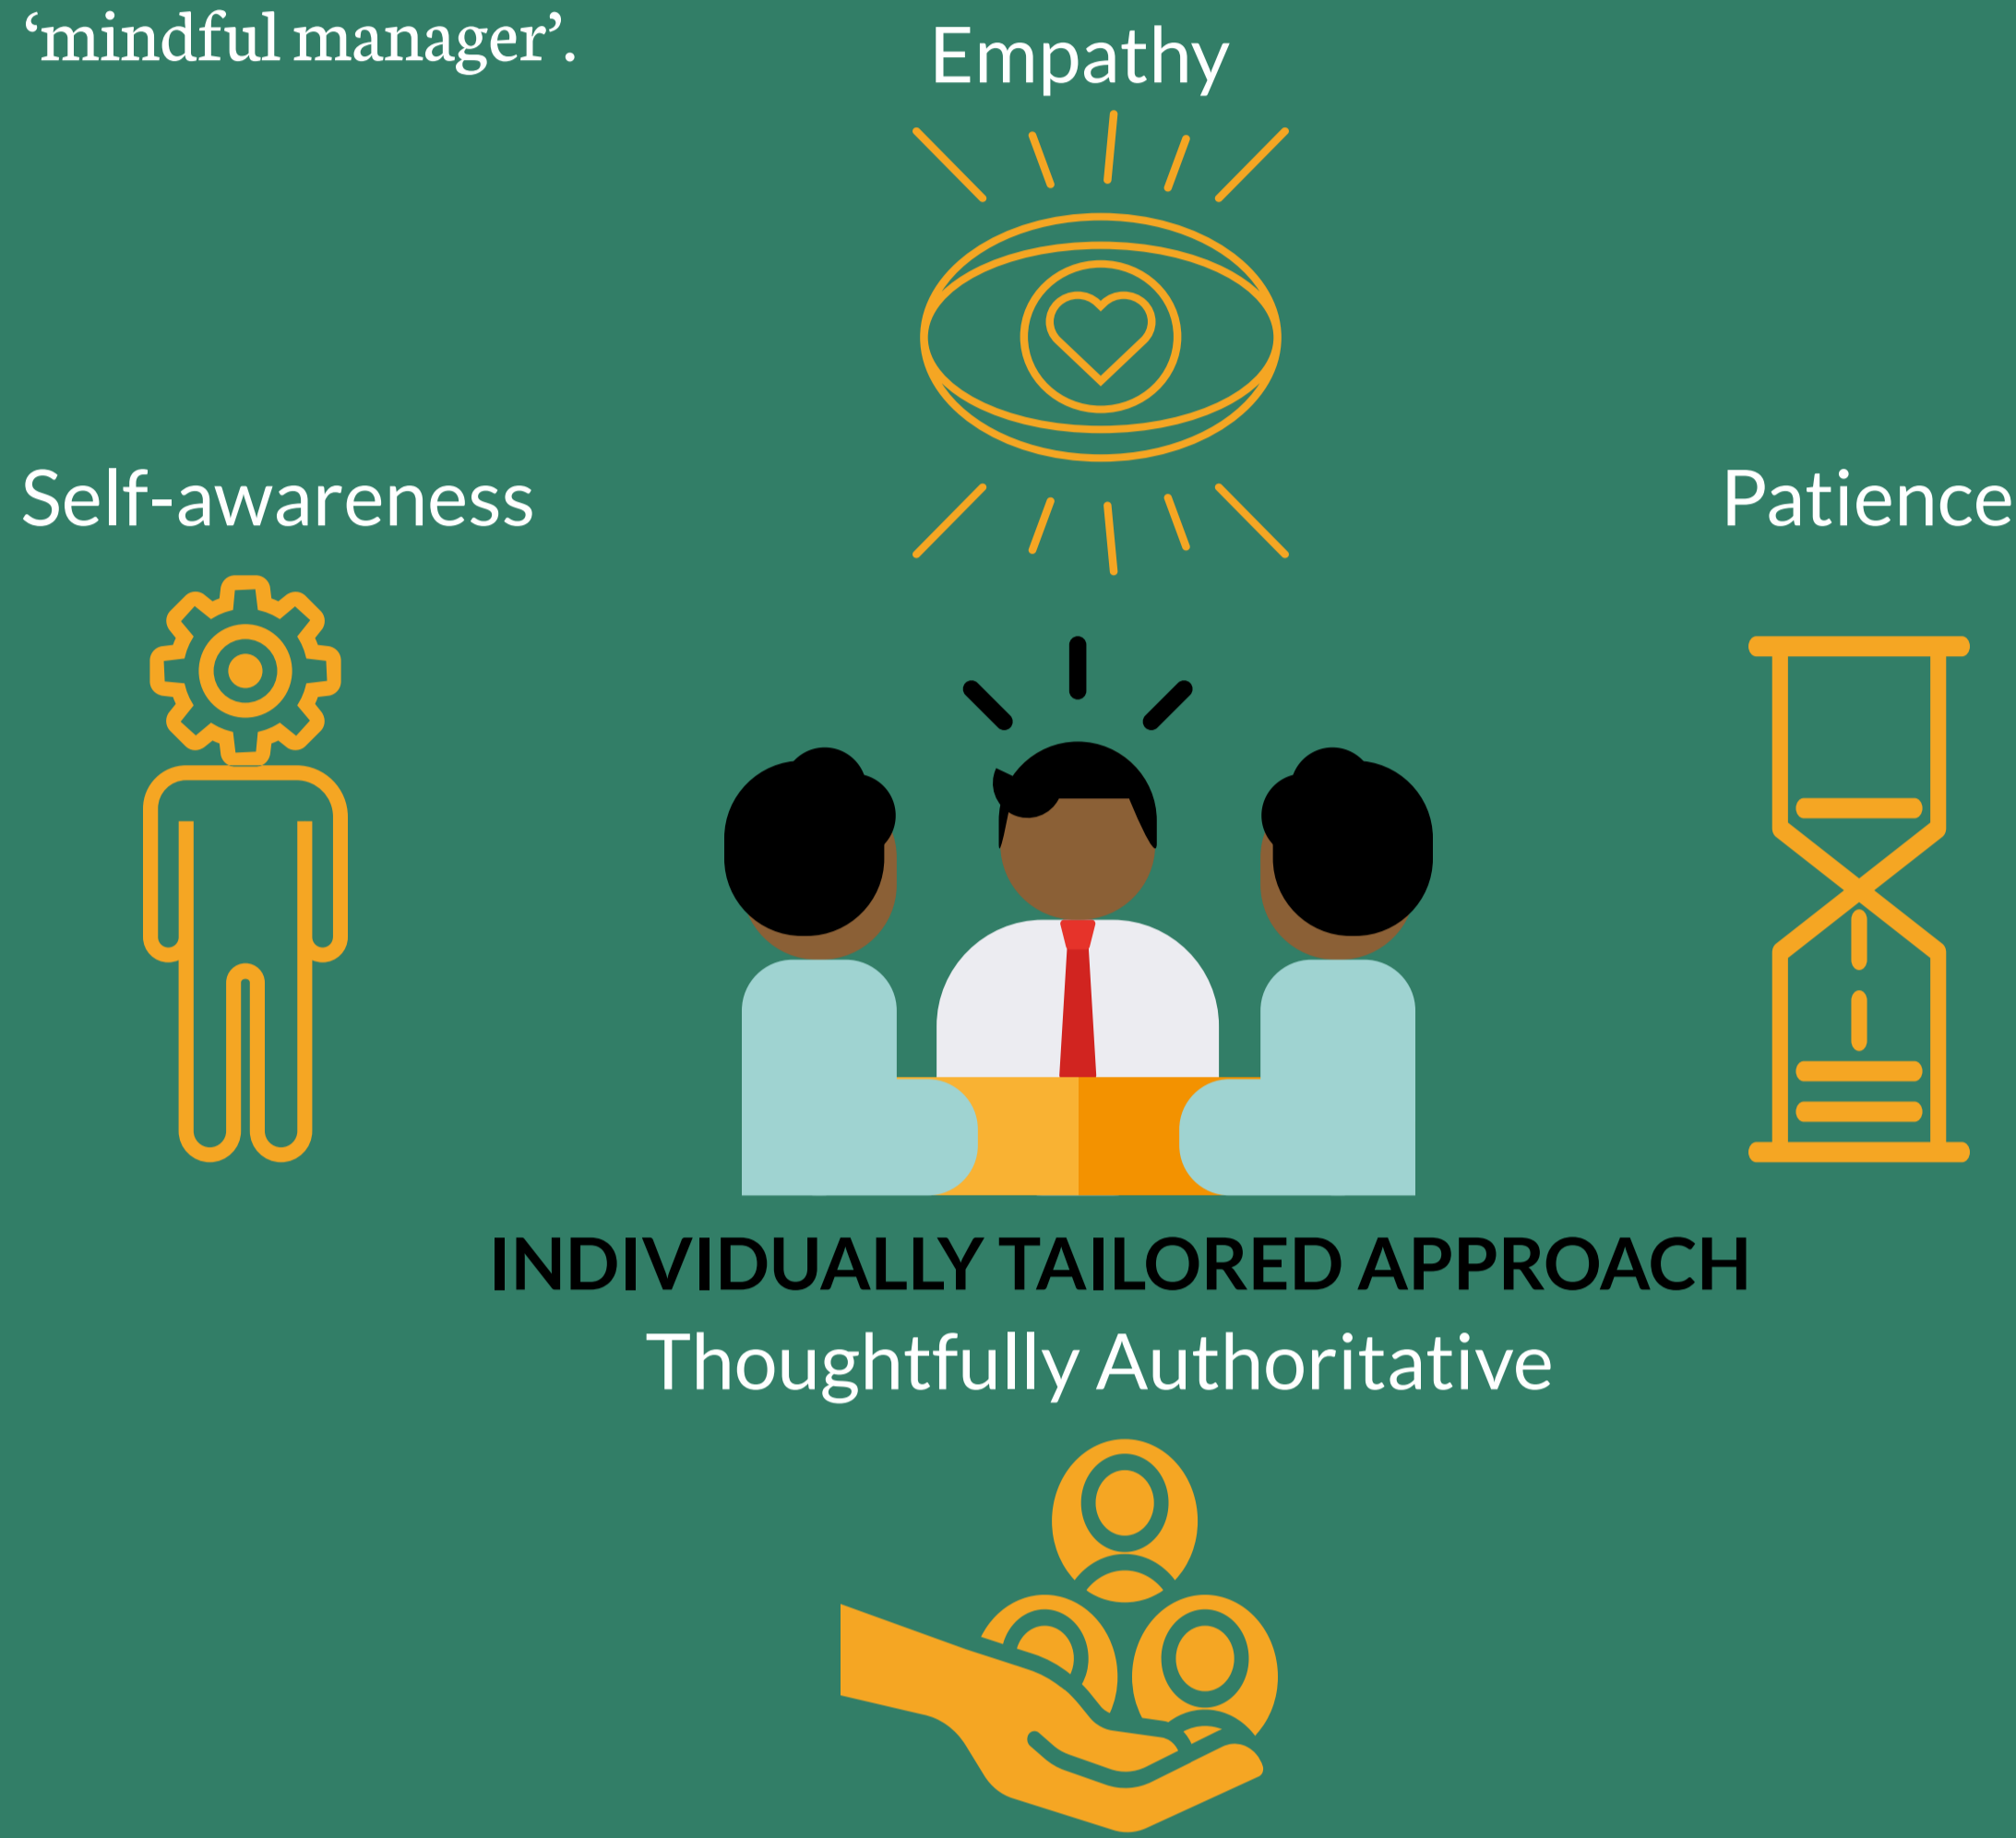 ‘mindful manager’.
Empathy
Self-awareness
Patience
INDIVIDUALLY TAILORED APPROACH
Thoughtfully Authoritative